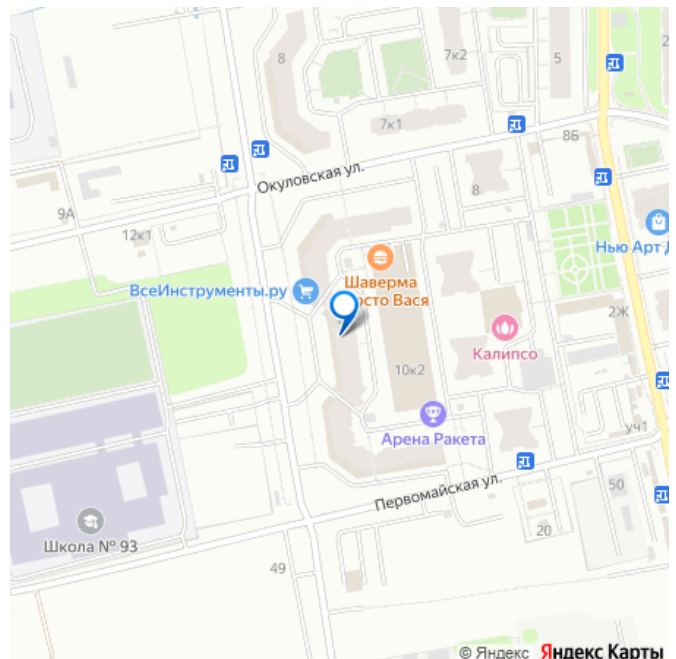 8
7к2
5
2
7к1
8Б
Окуловская ул.
8
9А
12к1
Нью Арт Д
Шаверма
осто Вася
ВсеИнструменты.ру
2Ж
Калипсо
10к2
Арена Ракета
уч1
Первомайская ул.
50
20
Школа № 93
49
© Яндекс Яндекс Карты